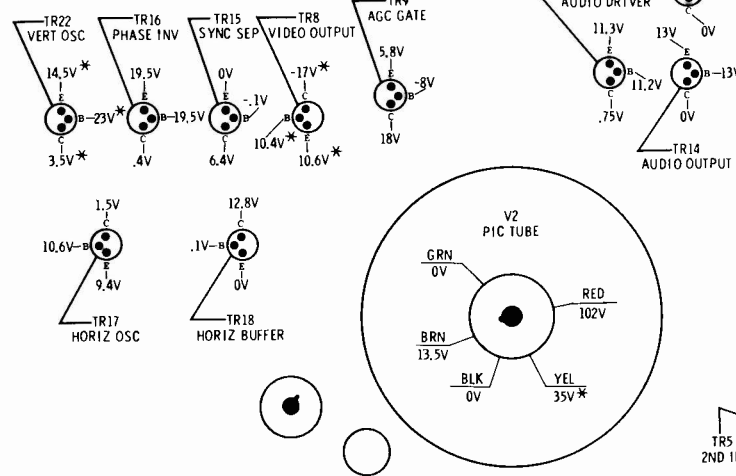 TR22
VERT OSC
14.5V *
E
B 23V *
C
3.5V *
TR16
PHASE INV
19.5V
E
B 19.5V
C
.4V
TR15
SYNC SEP
0V
E
B -.1V
C
6.4V
TR8
VIDEO OUTPUT
-17V *
C
B
10.4V *
E
10.6V *
TR9
AGC GATE
5.8V
E
B -8V
C
18V
AUDIO DRIVER
11.3V
E
B 11.2V
C
.75V
C
0V
13V
E
B -13V
C
0V
TR14
AUDIO OUTPUT
1.5V
C
10.6V B
E
9.4V
TR17
HORIZ OSC
12.8V
C
.1V B
E
0V
TR18
HORIZ BUFFER
V2
PIC TUBE
GRN
0V
RED
102V
BRN
13.5V
BLK
0V
YEL
35V *
TR5